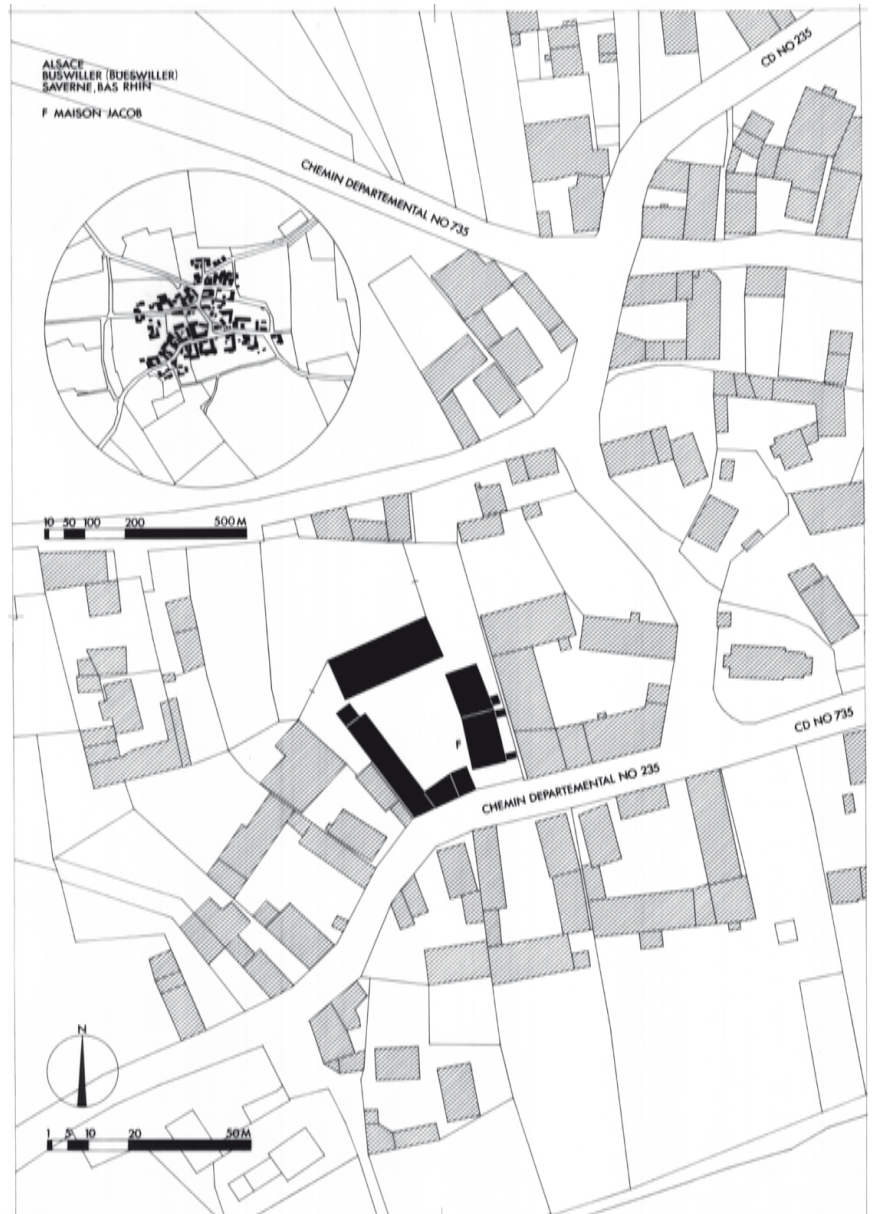 ALSACE
BUSWILLER (BUESWILLER)
SAVERNE, BAS RHIN
F MAISON JACOB
CD NO 235
CHEMIN DEPARTEMENTAL NO 735
10 50 100 200 500 M
F
CD NO 735
CHEMIN DEPARTEMENTAL NO 235
N
1 5 10 20 50 M